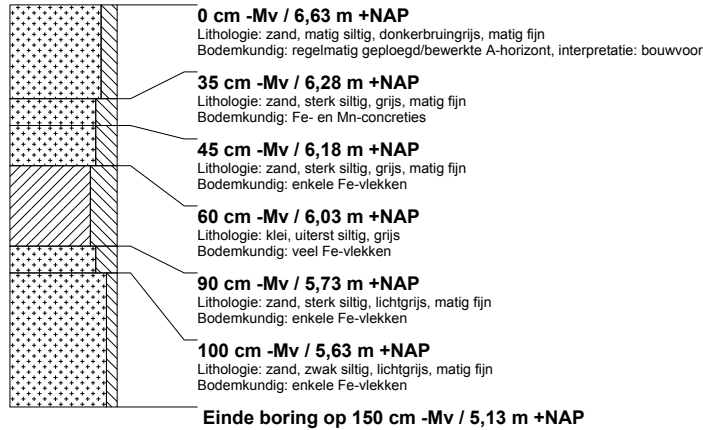 0 cm -Mv / 6,63 m +NAP
Lithologie: zand, matig siltig, donkerbruingrijs, matig fijn
Bodemkundig: regelmatig geploegd/bewerkte A-horizont, interpretatie: bouwvoor
35 cm -Mv / 6,28 m +NAP
Lithologie: zand, sterk siltig, grijs, matig fijn
Bodemkundig: Fe- en Mn-concreties
45 cm -Mv / 6,18 m +NAP
Lithologie: zand, sterk siltig, grijs, matig fijn
Bodemkundig: enkele Fe-vlekken
60 cm -Mv / 6,03 m +NAP
Lithologie: klei, uiterst siltig, grijs
Bodemkundig: veel Fe-vlekken
90 cm -Mv / 5,73 m +NAP
Lithologie: zand, sterk siltig, lichtgrijs, matig fijn
Bodemkundig: enkele Fe-vlekken
100 cm -Mv / 5,63 m +NAP
Lithologie: zand, zwak siltig, lichtgrijs, matig fijn
Bodemkundig: enkele Fe-vlekken
Einde boring op 150 cm -Mv / 5,13 m +NAP